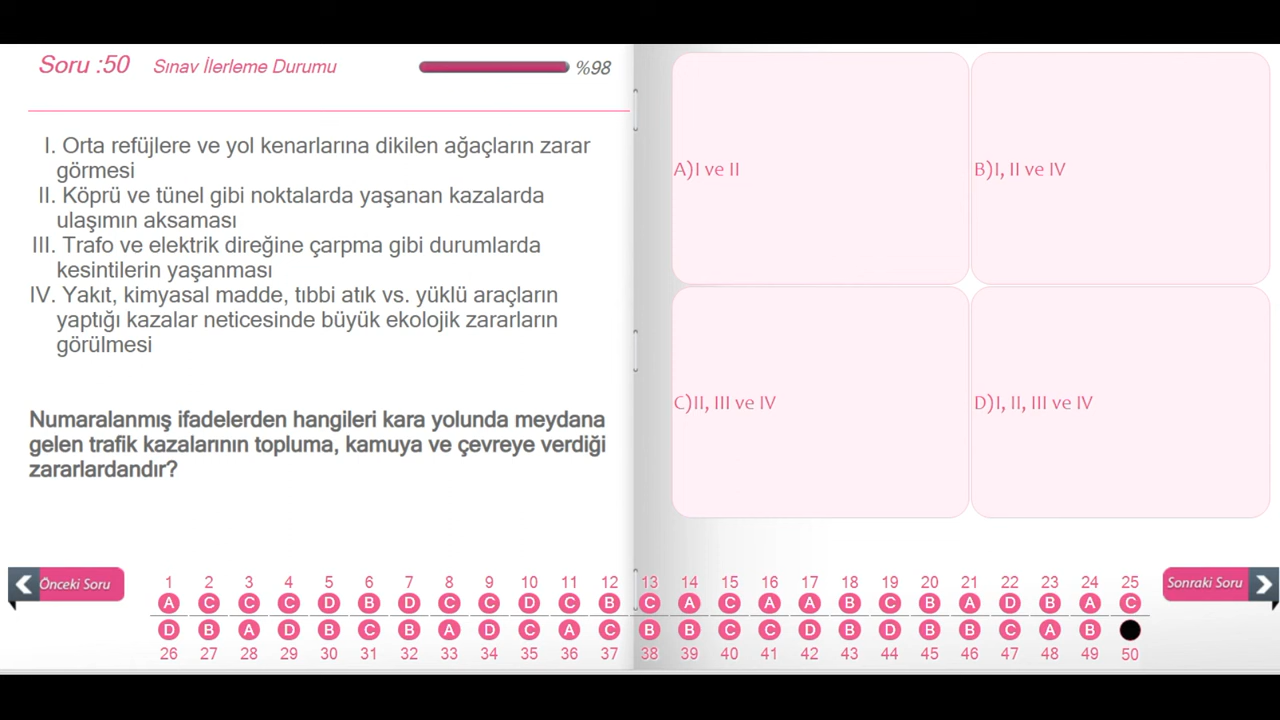 Soru :50 Sınav İlerleme Durumu %98
I. Orta refüjlere ve yol kenarlarına dikilen ağaçların zarar
görmesi
II. Köprü ve tünel gibi noktalarda yaşanan kazalarda
ulaşımın aksaması
III. Trafo ve elektrik direğine çarpma gibi durumlarda
kesintilerin yaşanması
IV. Yakıt, kimyasal madde, tıbbi atık vs. yüklü araçların
yaptığı kazalar neticesinde büyük ekolojik zararların
görülmesi
Numaralanmış ifadelerden hangileri kara yolunda meydana
gelen trafik kazalarının topluma, kamuya ve çevreye verdiği
zararlardandır?
A)I ve II
B)I, II ve IV
C)II, III ve IV
D)I, II, III ve IV
Önceki Soru
1 2 3 4 5 6 7 8 9 10 11 12 13 14 15 16 17 18 19 20 21 22 23 24 25
A C C C D B D C C D C B C A C A A B C B A D B A C
D B A D B C B A D C A C B B C C D B D B B C A B
26 27 28 29 30 31 32 33 34 35 36 37 38 39 40 41 42 43 44 45 46 47 48 49 50
Sonraki Soru